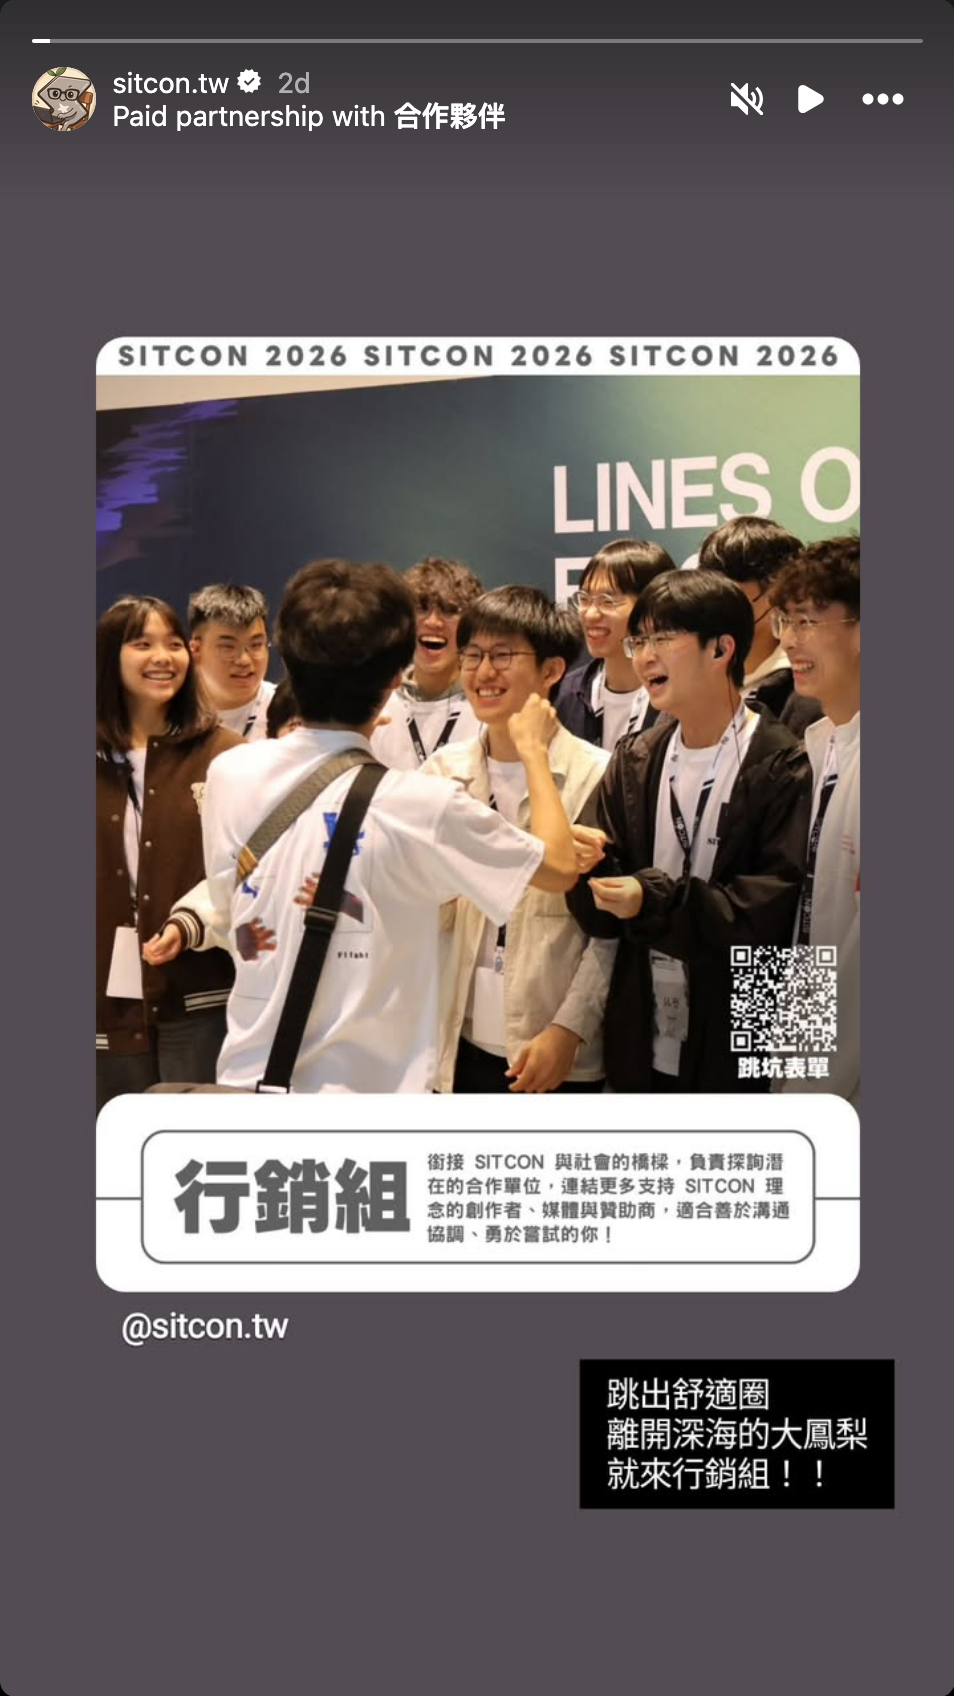 sitcon.tw 2d
Paid partnership with 合作夥伴
SITCON 2026 SITCON 2026 SITCON 2026
LINES O
Fight
跳坑表單
行銷組
銜接 SITCON 與社會的橋樑，負責探詢潛
在的合作單位，連結更多支持 SITCON 理
念的創作者、媒體與贊助商，適合善於溝通
協調、勇於嘗試的你！
@sitcon.tw
跳出舒適圈
離開深海的大鳳梨
就來行銷組！！